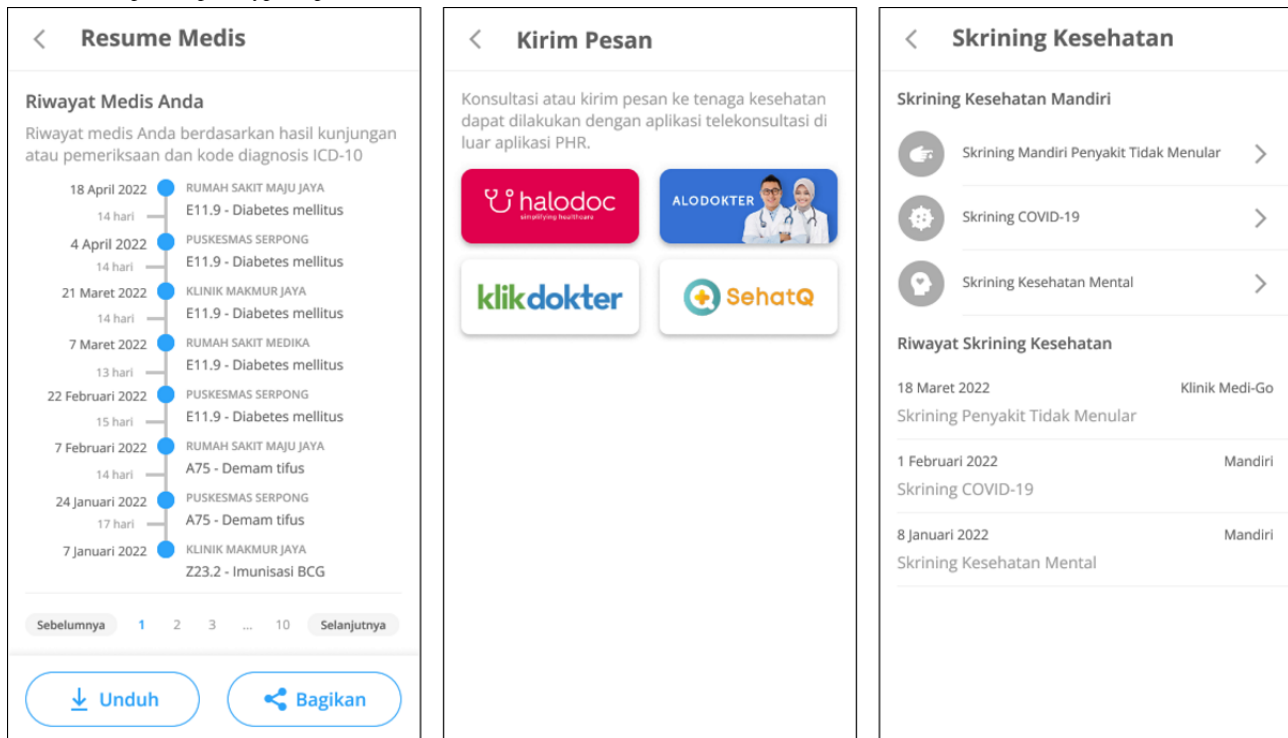 Resume Medis
Riwayat Medis Anda
Riwayat medis Anda berdasarkan hasil kunjungan
atau pemeriksaan dan kode diagnosis ICD-10
18 April 2022 RUMAH SAKIT MAJU JAYA
E11.9 - Diabetes mellitus
14 hari
4 April 2022 PUSKESMAS SERPONG
E11.9 - Diabetes mellitus
14 hari
21 Maret 2022 KLINIK MAKMUR JAYA
E11.9 - Diabetes mellitus
14 hari
7 Maret 2022 RUMAH SAKIT MEDIKA
E11.9 - Diabetes mellitus
13 hari
22 Februari 2022 PUSKESMAS SERPONG
E11.9 - Diabetes mellitus
15 hari
7 Februari 2022 RUMAH SAKIT MAJU JAYA
A75 - Demam tifus
14 hari
24 Januari 2022 PUSKESMAS SERPONG
A75 - Demam tifus
17 hari
7 Januari 2022 KLINIK MAKMUR JAYA
Z23.2 - Imunisasi BCG
Sebelumnya 1 2 3 ... 10 Selanjutnya
Unduh Bagikan
Kirim Pesan
Konsultasi atau kirim pesan ke tenaga kesehatan
dapat dilakukan dengan aplikasi telekonsultasi di
luar aplikasi PHR.
halodoc
simplifying healthcare
ALODOKTER
klikdokter
SehatQ
Skrining Kesehatan
Skrining Kesehatan Mandiri
Skrining Mandiri Penyakit Tidak Menular
Skrining COVID-19
Skrining Kesehatan Mental
Riwayat Skrining Kesehatan
18 Maret 2022 Klinik Medi-Go
Skrining Penyakit Tidak Menular
1 Februari 2022 Mandiri
Skrining COVID-19
8 Januari 2022 Mandiri
Skrining Kesehatan Mental